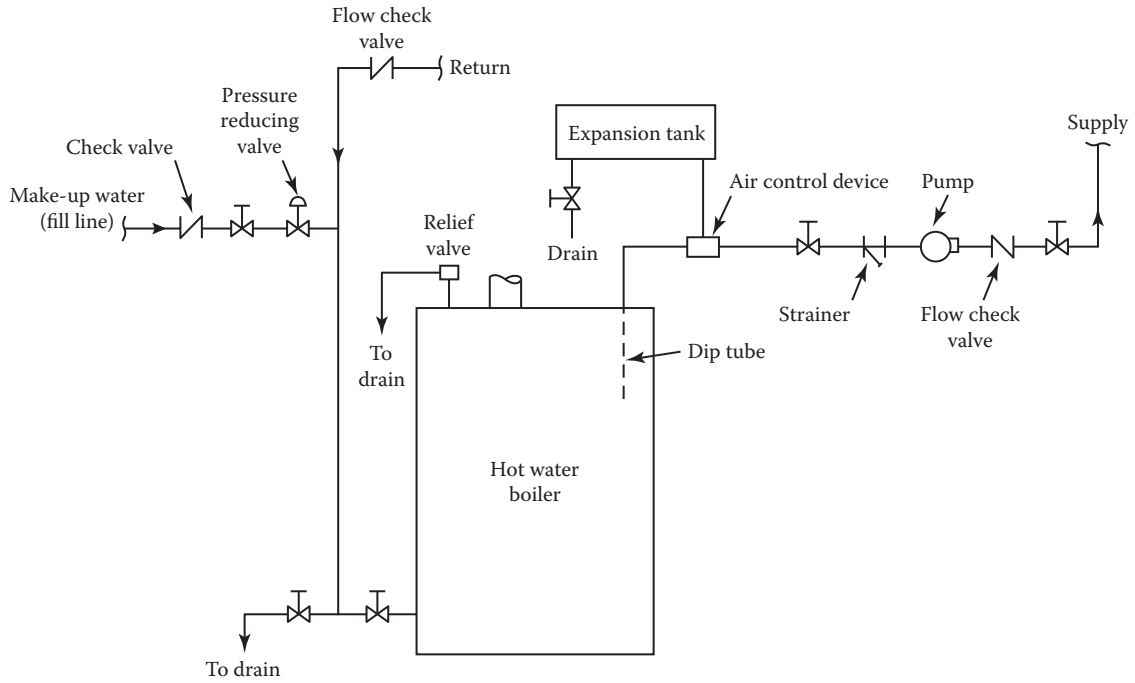 Flow check
valve
Return
Pressure
reducing
valve
Check valve
Make-up water
(fill line)
Expansion tank
Supply
Air control device
Pump
Relief
valve
Drain
Strainer
Flow check
valve
To
drain
Dip tube
Hot water
boiler
To drain